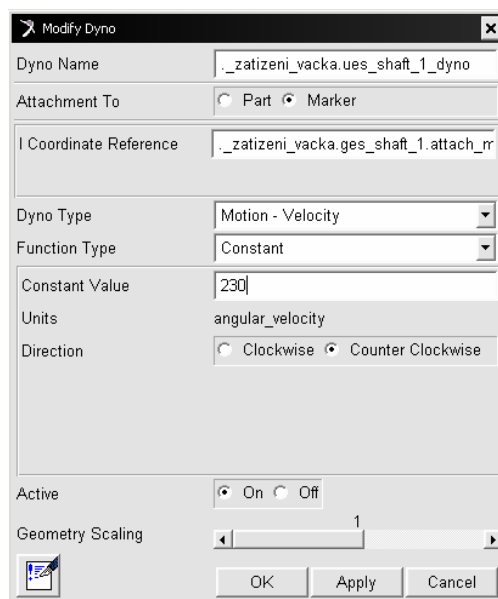 Modify Dyno
Dyno Name ._zatizeni_vacka.ues_shaft_1_dyno
Attachment To Part Marker
I Coordinate Reference ._zatizeni_vacka.ges_shaft_1.attach_m
Dyno Type Motion - Velocity
Function Type Constant
Constant Value 230
Units angular_velocity
Direction Clockwise Counter Clockwise
Active On Off
1
Geometry Scaling
OK Apply Cancel